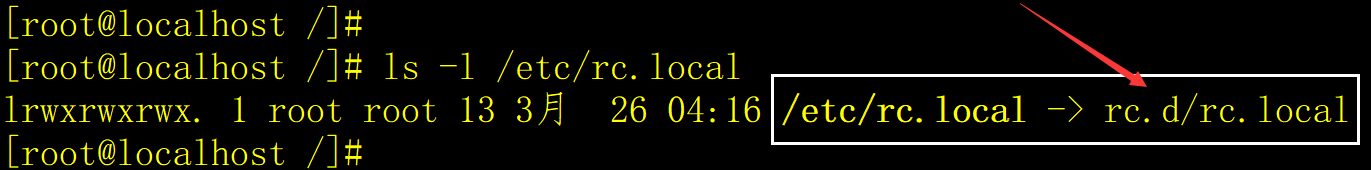 [root@localhost /]#
[root@localhost /]# ls -l /etc/rc.local
lrwxrwxrwx. 1 root root 13 3月  26 04:16 /etc/rc.local -> rc.d/rc.local
[root@localhost /]#